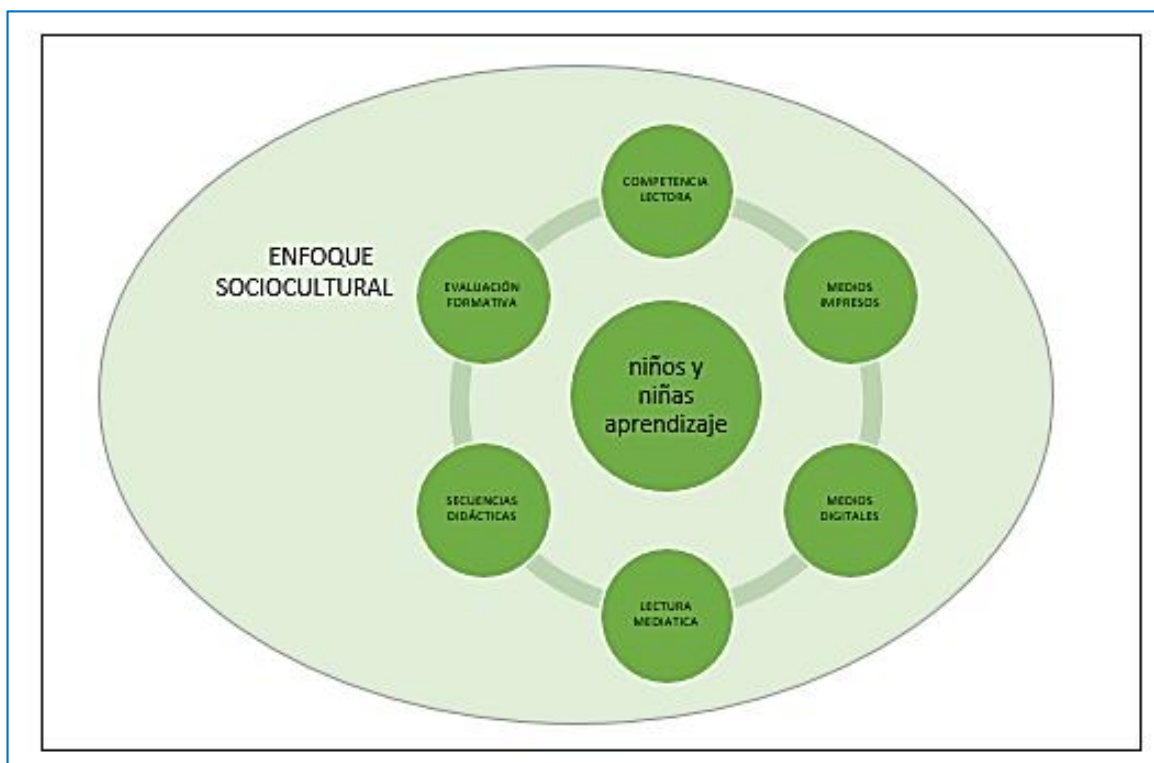 COMPETENCIA
LECTORA
ENFOQUE
SOCIOCULTURAL
EVALUACIÓN
FORMATIVA
MEDIOS
IMPRESOS
niños y
niñas
aprendizaje
SECUENCIAS
DIDÁCTICAS
MEDIOS
DIGITALES
LECTURA
MEDIATICA